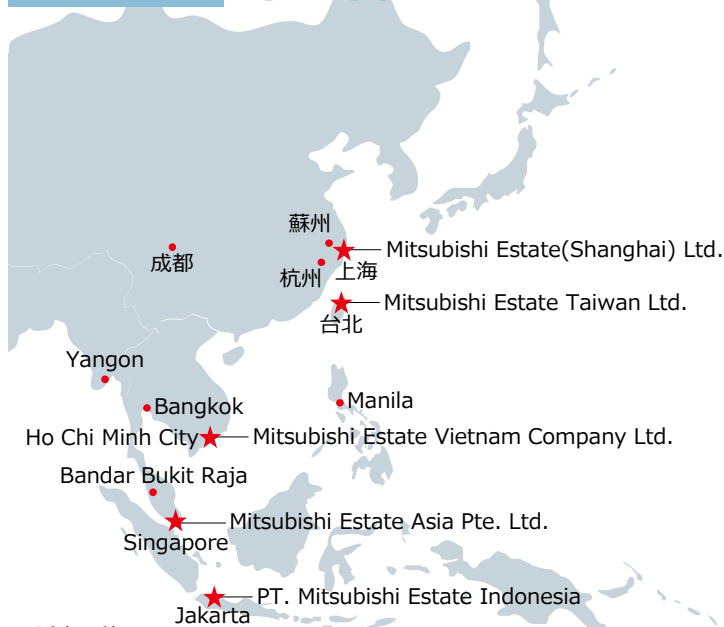 蘇州
Mitsubishi Estate(Shanghai) Ltd.
成都
杭州
上海
Mitsubishi Estate Taiwan Ltd.
台北
Yangon
Bangkok
Manila
Ho Chi Minh City
Mitsubishi Estate Vietnam Company Ltd.
Bandar Bukit Raja
Mitsubishi Estate Asia Pte. Ltd.
Singapore
PT. Mitsubishi Estate Indonesia
Jakarta